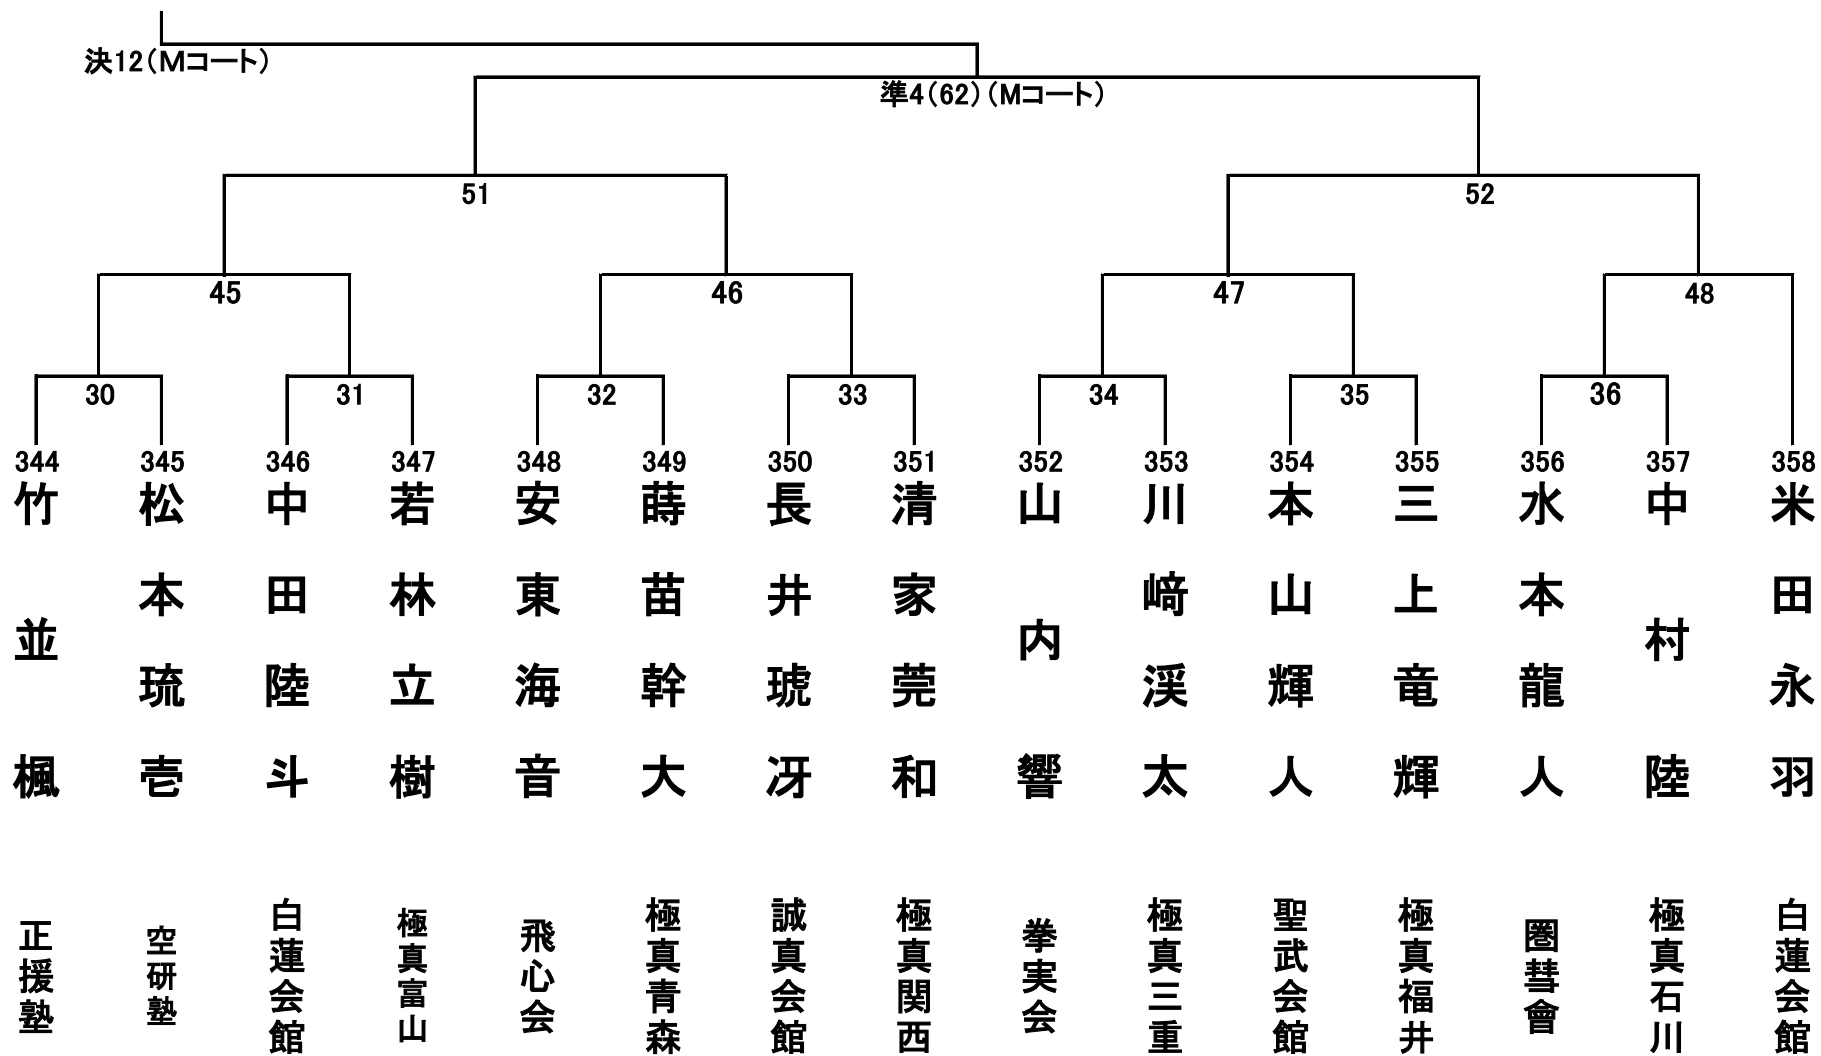 決12（Mコート）
準4（62）（Mコート）
51
52
45
46
47
48
30
31
32
33
34
35
36
344
345
346
347
348
349
350
351
352
353
354
355
356
357
358
竹並楓
松本琉壱
中田陸斗
若林立樹
安東海音
蒔苗幹大
長井琥冴
清家莞和
山内響
川﨑渓太
本山輝人
三上竜輝
水本龍人
中村陸
米田永羽
正援塾
空研塾
白蓮会館
極真富山
飛心会
極真青森
誠真会館
極真関西
拳実会
極真三重
聖武会館
極真福井
圏彗會
極真石川
白蓮会館